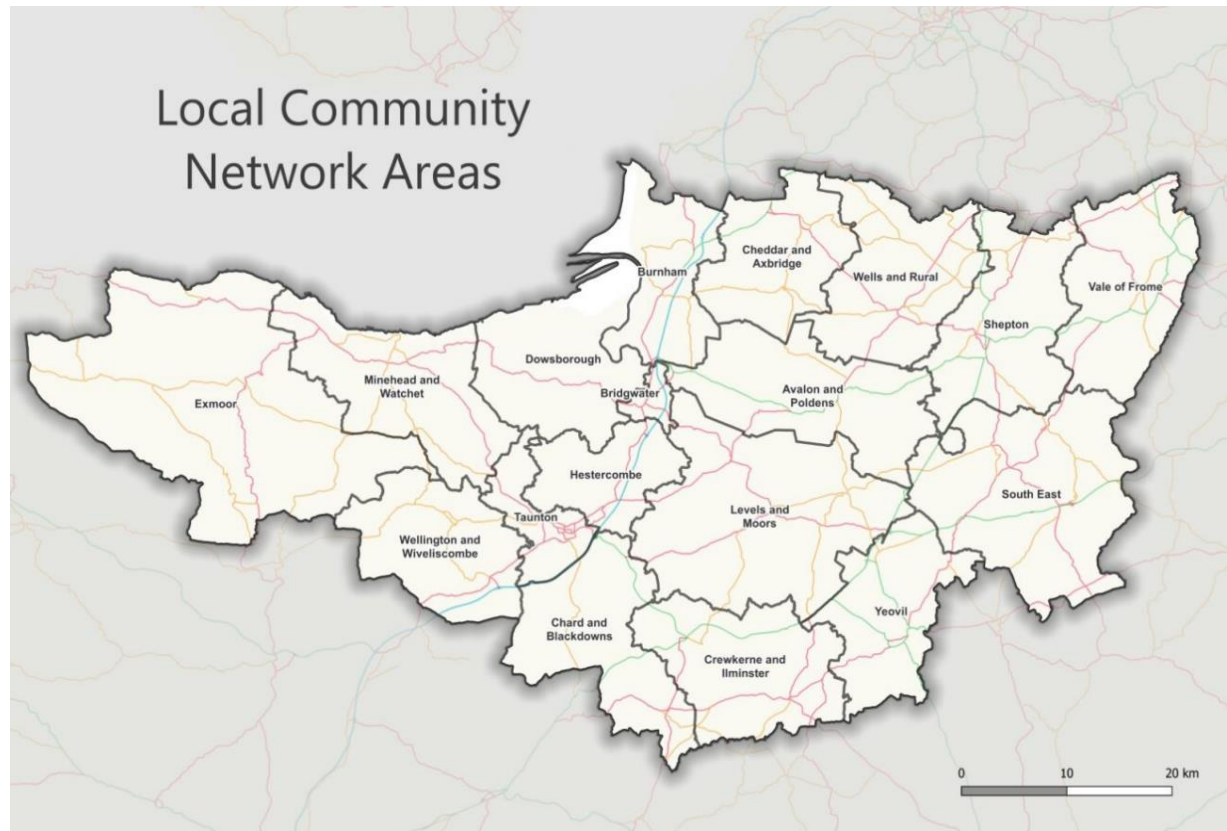 Local Community
Network Areas
Burnham
Cheddar and
Axbridge
Wells and Rural
Vale of Frome
Shepton
Dowsborough
Minehead and
Watchet
Bridgwater
Avalon and
Poldens
Exmoor
Hestercombe
South East
Levels and
Moors
Taunton
Wellington and
Wiveliscombe
Yeovil
Chard and
Blackdowns
Crewkerne and
Ilminster
0
10
20 km